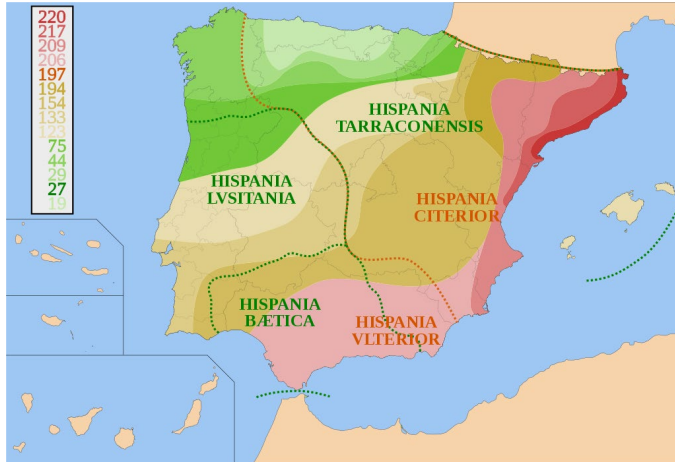 220
217
209
206
197
194
154
133
123
75
44
29
27
19
HISPANIA
TARRACONENSIS
HISPANIA
LVSITANIA
HISPANIA
CITERIOR
HISPANIA
BÆTICA
HISPANIA
VLTERIOR